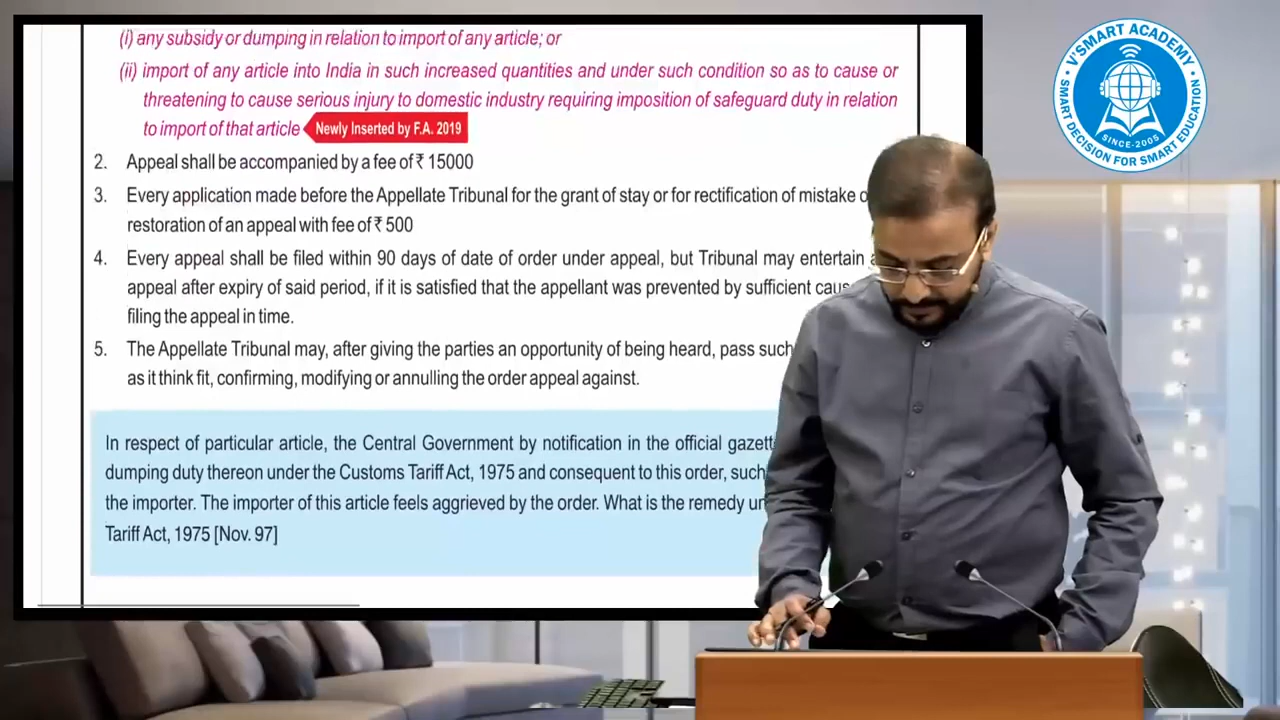 (i) any subsidy or dumping in relation to import of any article; or
(ii) import of any article into India in such increased quantities and under such condition so as to cause or
threatening to cause serious injury to domestic industry requiring imposition of safeguard duty in relation
to import of that article Newly Inserted by F.A. 2019
2. Appeal shall be accompanied by a fee of ₹ 15000
3. Every application made before the Appellate Tribunal for the grant of stay or for rectification of mistake
restoration of an appeal with fee of ₹ 500
4. Every appeal shall be filed within 90 days of date of order under appeal, but Tribunal may entertain
appeal after expiry of said period, if it is satisfied that the appellant was prevented by sufficient
filing the appeal in time.
5. The Appellate Tribunal may, after giving the parties an opportunity of being heard, pass such
as it think fit, confirming, modifying or annulling the order appeal against.
In respect of particular article, the Central Government by notification in the official
dumping duty thereon under the Customs Tariff Act, 1975 and consequent to this order, such
the importer. The importer of this article feels aggrieved by the order. What is the remedy
Tariff Act, 1975 [Nov. 97]
V'SMART ACADEMY
SMART DECISION FOR SMART EDUCATION
SINCE-2005